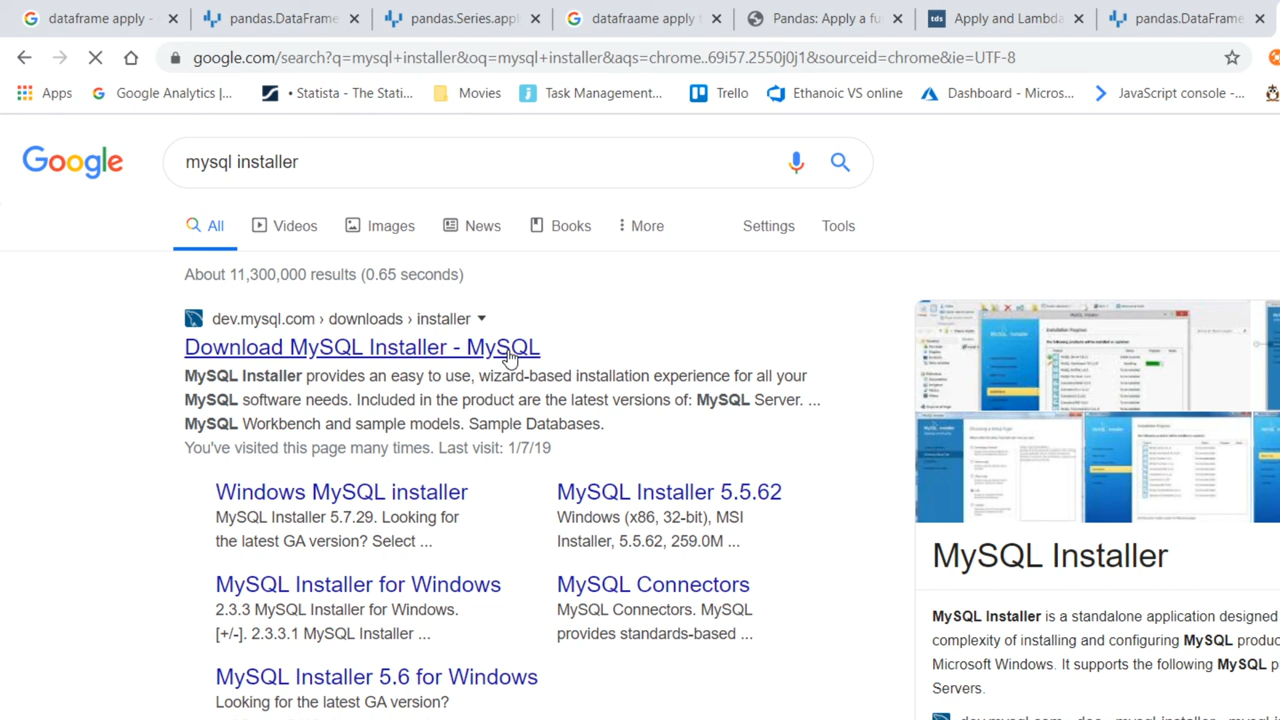 dataframe apply -
pandas.DataFrame
pandas.Series.appl
datafraame apply t
Pandas: Apply a fu
tds
Apply and Lambda
pandas.DataFrame
google.com/search?q=mysql+installer&oq=mysql+installer&aqs=chrome..69i57.2550j0j1&sourceid=chrome&ie=UTF-8
Apps
Google Analytics |...
• Statista - The Stati...
Movies
Task Management...
Trello
Ethanoic VS online
Dashboard - Micros...
JavaScript console -...
Google
mysql installer
All
Videos
Images
News
Books
More
Settings
Tools
About 11,300,000 results (0.65 seconds)
dev.mysql.com › downloads › installer
Download MySQL Installer - MySQL
MySQL Installer provides an easy to use, wizard-based installation experience for all your
MySQL software needs. Included in the product are the latest versions of: MySQL Server. ...
MySQL Workbench and sample models. Sample Databases.
You've visited this page many times. Last visit: 1/7/19
Windows MySQL installer
MySQL Installer 5.7.29. Looking for
the latest GA version? Select ...
MySQL Installer 5.5.62
Windows (x86, 32-bit), MSI
Installer, 5.5.62, 259.0M ...
MySQL Installer for Windows
2.3.3 MySQL Installer for Windows.
[+/-]. 2.3.3.1 MySQL Installer ...
MySQL Connectors
MySQL Connectors. MySQL
provides standards-based ...
MySQL Installer 5.6 for Windows
Looking for the latest GA version?
MySQL Installer
MySQL Installer is a standalone application designed
complexity of installing and configuring MySQL produc
Microsoft Windows. It supports the following MySQL p
Servers.